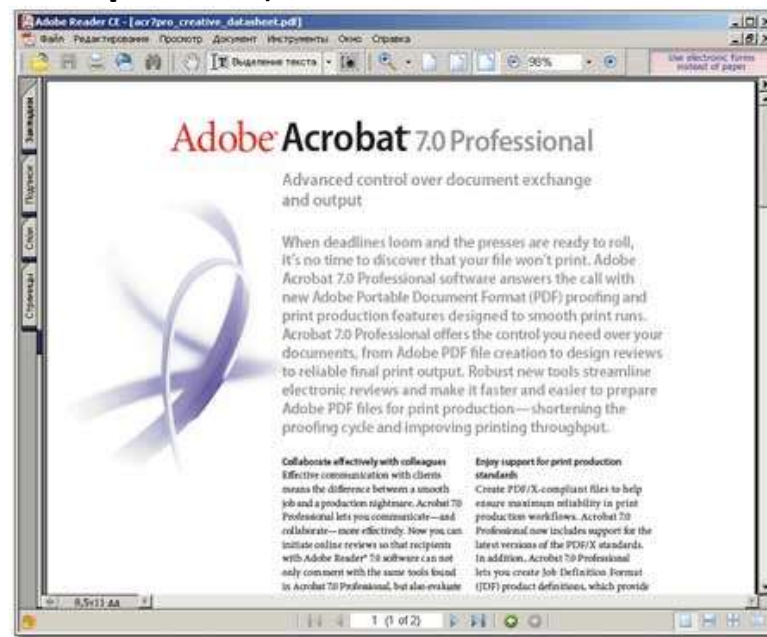 Adobe Reader CE - [acr7pro_creative_datasheet.pdf]
Файл Редактирование Просмотр Документ Инструменты Окно Справка
Выделение текста 98% Use electronic forms
instead of paper
Закладки
Подписи
Слои
Страницы
Adobe Acrobat 7.0 Professional
Advanced control over document exchange
and output
When deadlines loom and the presses are ready to roll,
it's no time to discover that your file won't print. Adobe
Acrobat 7.0 Professional software answers the call with
new Adobe Portable Document Format (PDF) proofing and
print production features designed to smooth print runs.
Acrobat 7.0 Professional offers the control you need over your
documents, from Adobe PDF file creation to design reviews
to reliable final print output. Robust new tools streamline
electronic reviews and make it faster and easier to prepare
Adobe PDF files for print production—shortening the
proofing cycle and improving printing throughput.
Collaborate effectively with colleagues
Effective communication with clients
means the difference between a smooth
job and a production nightmare. Acrobat 7.0
Professional lets you communicate—and
collaborate—more effectively. Now you can
initiate online reviews so that recipients
with Adobe Reader® 7.0 software can not
only comment with the same tools found
in Acrobat 7.0 Professional, but also evaluate
Enjoy support for print production
standards
Create PDF/X-compliant files to help
ensure maximum reliability in print
production workflows. Acrobat 7.0
Professional now includes support for the
latest versions of the PDF/X standards.
In addition, Acrobat 7.0 Professional
lets you create Job Definition Format
(JDF) product definitions, which provide
8,5x11 дд
1 (1 of 2)